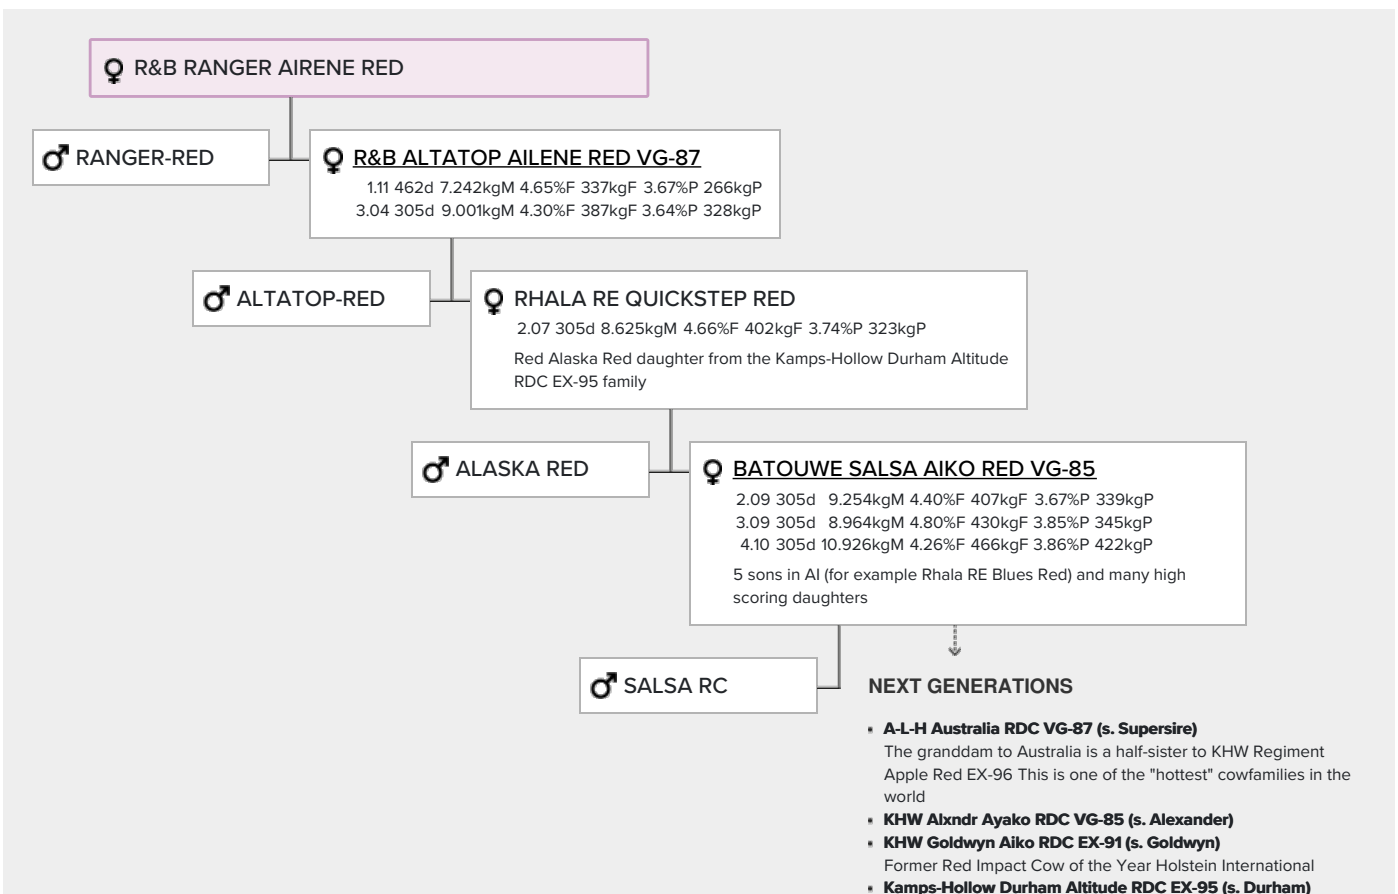 R&B RANGER AIRENE RED
RANGER-RED
R&B ALTATOP AILENE RED VG-87
1.11 462d 7.242kgM 4.65%F 337kgF 3.67%P 266kgP
3.04 305d 9.001kgM 4.30%F 387kgF 3.64%P 328kgP
ALTATOP-RED
RHALA RE QUICKSTEP RED
2.07 305d 8.625kgM 4.66%F 402kgF 3.74%P 323kgP
Red Alaska Red daughter from the Kamps-Hollow Durham Altitude
RDC EX-95 family
ALASKA RED
BATOUWE SALSA AIKO RED VG-85
2.09 305d 9.254kgM 4.40%F 407kgF 3.67%P 339kgP
3.09 305d 8.964kgM 4.80%F 430kgF 3.85%P 345kgP
4.10 305d 10.926kgM 4.26%F 466kgF 3.86%P 422kgP
5 sons in AI (for example Rhala RE Blues Red) and many high
scoring daughters
SALSA RC
NEXT GENERATIONS
A-L-H Australia RDC VG-87 (s. Supersire)
The granddam to Australia is a half-sister to KHW Regiment
Apple Red EX-96 This is one of the "hottest" cowfamilies in the
world
KHW Alxndr Ayako RDC VG-85 (s. Alexander)
KHW Goldwyn Aiko RDC EX-91 (s. Goldwyn)
Former Red Impact Cow of the Year Holstein International
Kamps-Hollow Durham Altitude RDC EX-95 (s. Durham)